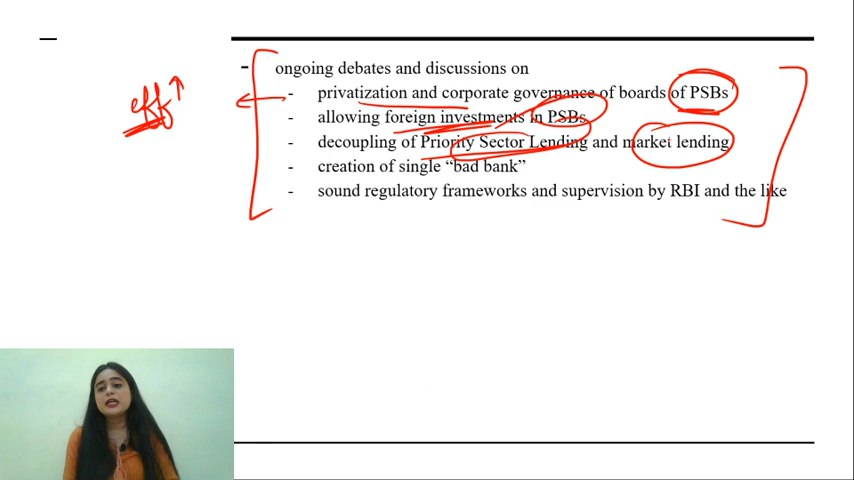 eff↑
- ongoing debates and discussions on
- privatization and corporate governance of boards of PSBs
- allowing foreign investments in PSBs
- decoupling of Priority Sector Lending and market lending
- creation of single “bad bank”
- sound regulatory frameworks and supervision by RBI and the like